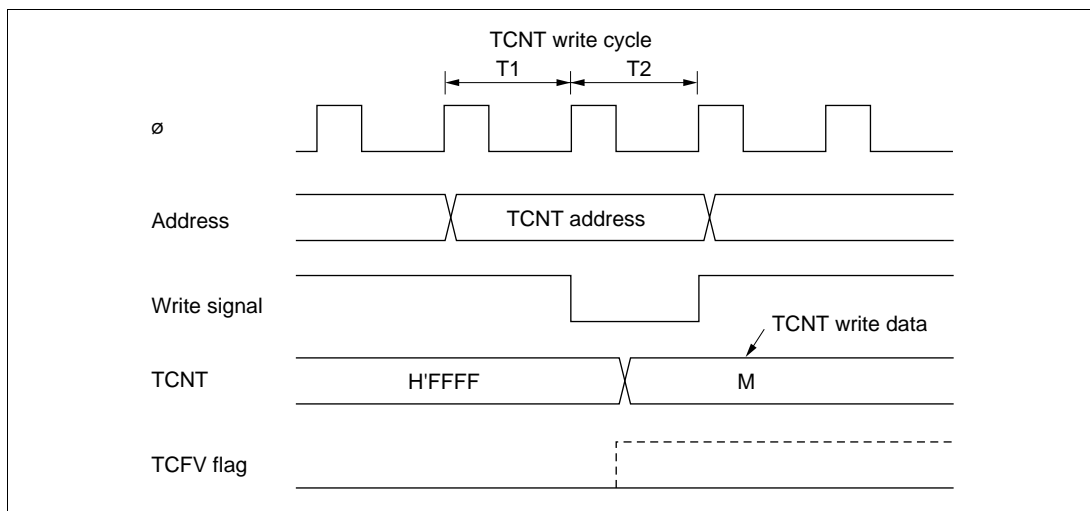 TCNT write cycle
T1 T2
ø
Address TCNT address
Write signal
TCNT write data
TCNT H'FFFF M
TCFV flag